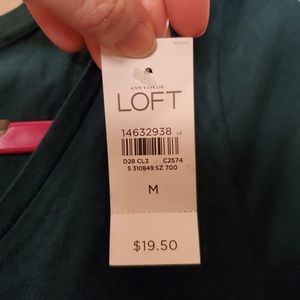 ANN TAYLOR
LOFT
14632938
D28 CL3 C2574
S 310849 SZ 700
M
$19.50